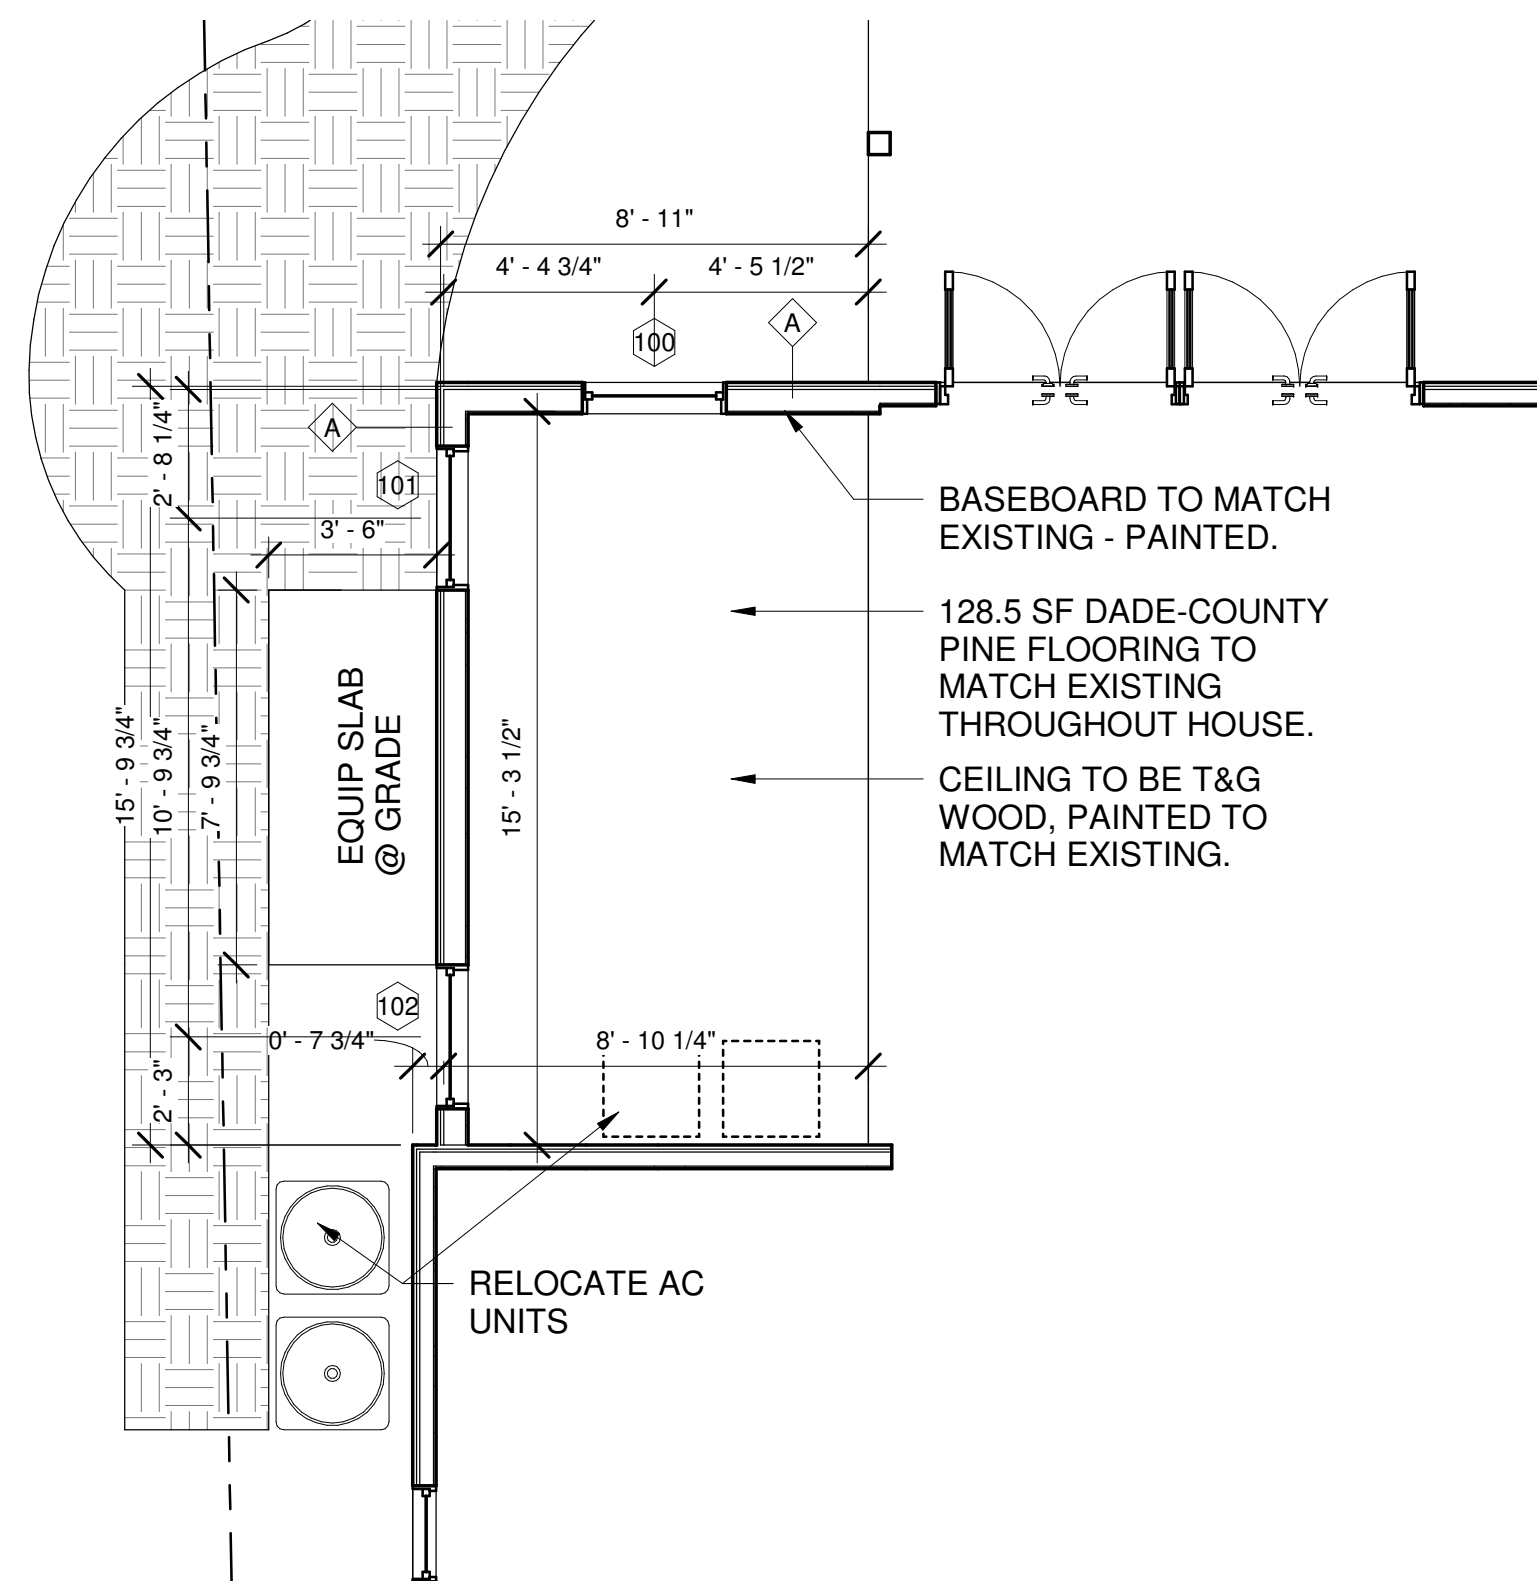 8' - 11"
4' - 4 3/4"
4' - 5 1/2"
100
A
A
101
2' - 8 1/4"
3' - 6"
BASEBOARD TO MATCH
EXISTING - PAINTED.
128.5 SF DADE-COUNTY
PINE FLOORING TO
MATCH EXISTING
THROUGHOUT HOUSE.
CEILING TO BE T&G
WOOD, PAINTED TO
MATCH EXISTING.
15' - 9 3/4"
10' - 9 3/4"
7' - 9 3/4"
EQUIP SLAB
@ GRADE
15' - 3 1/2"
102
0' - 7 3/4"
8' - 10 1/4"
2' - 3"
RELOCATE AC
UNITS